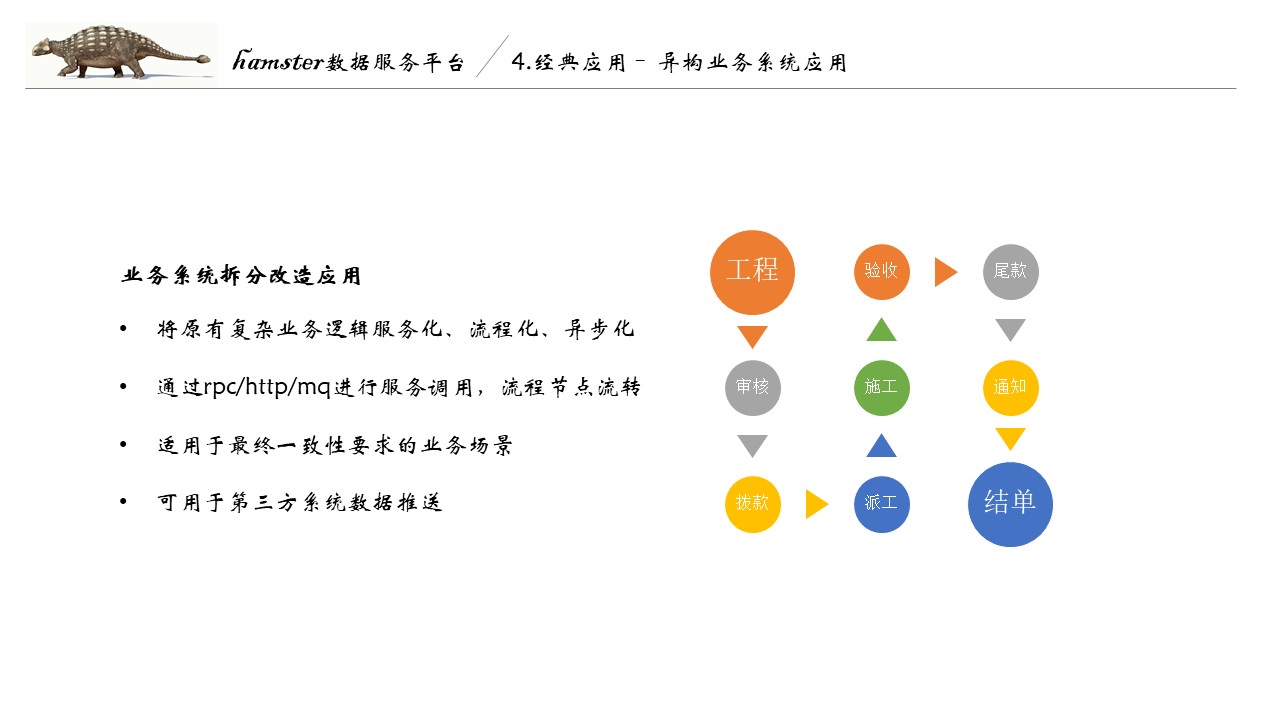 hamster数据服务平台
4.经典应用 - 异构业务系统应用
业务系统拆分改造应用
• 将原有复杂业务逻辑服务化、流程化、异步化
• 通过rpc/http/mq进行服务调用，流程节点流转
• 适用于最终一致性要求的业务场景
• 可用于第三方系统数据推送
工程
审核
拨款
派工
施工
验收
尾款
通知
结单